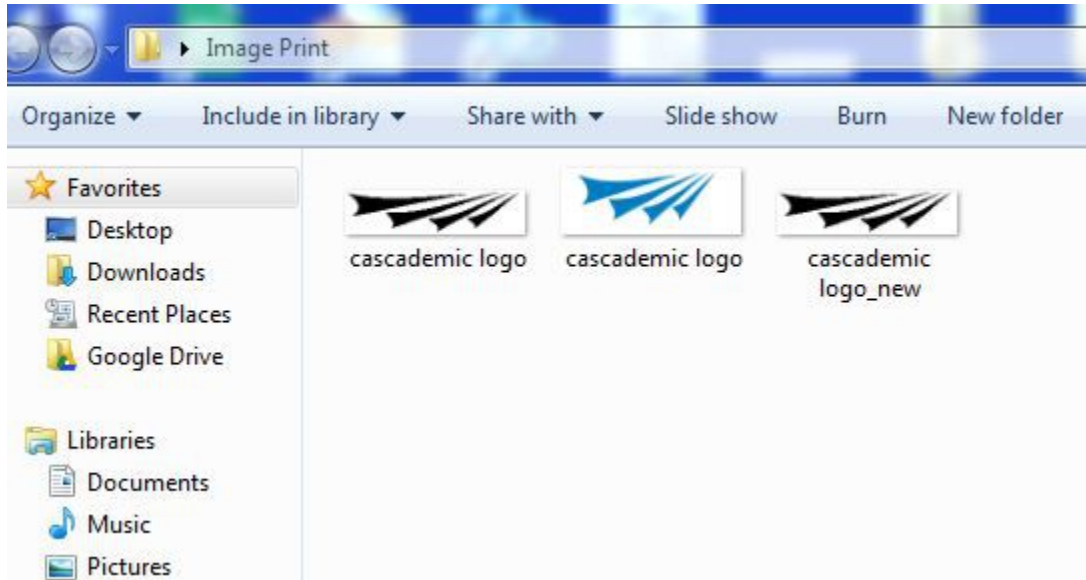 Image Print
Organize
Include in library
Share with
Slide show
Burn
New folder
Favorites
Desktop
Downloads
Recent Places
Google Drive
Libraries
Documents
Music
Pictures
cascademic logo
cascademic logo
cascademic
logo_new